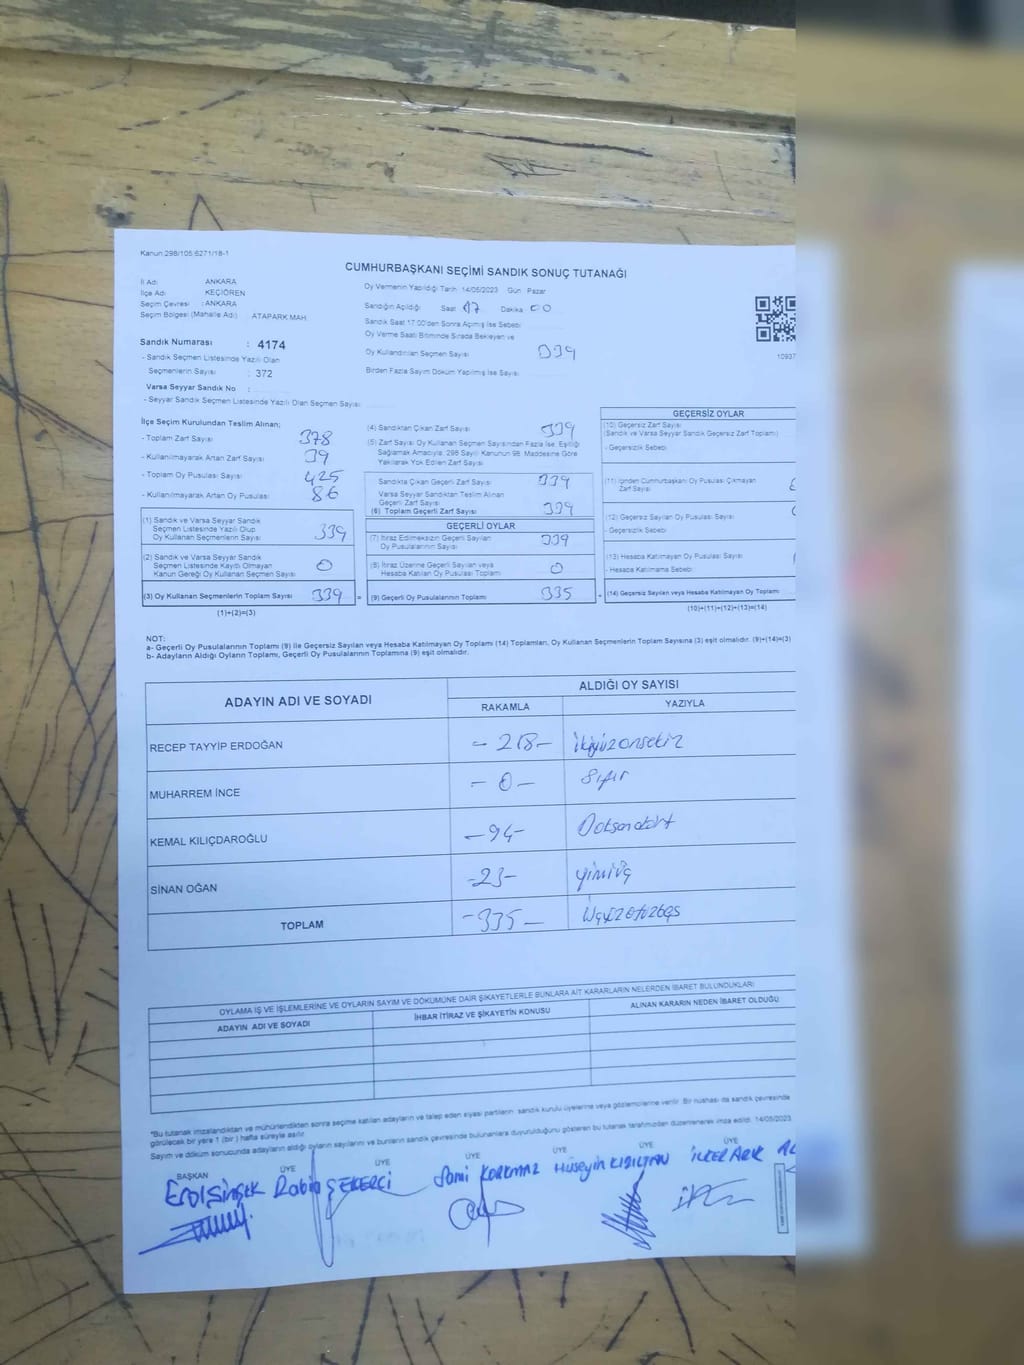 Kanun:298/105;6271/18-1
CUMHURBAŞKANI SEÇİMİ SANDIK SONUÇ TUTANAĞI
İl Adı: ANKARA
İlçe Adı: KEÇİÖREN
Seçim Çevresi : ANKARA
Seçim Bölgesi (Mahalle Adı) : ATAPARK MAH.
Oy Vermenin Yapıldığı Tarih 14/05/2023 Gün Pazar
Sandığın Açıldığı Saat 17 Dakika 00
Sandık Saat 17:00'den Sonra Açmış İse Sebebi
Oy Verme Saati Bitiminde Sırada Bekleyen ve
Oy Kullandırılan Seçmen Sayısı 339
Birden Fazla Sayım Döküm Yapılmış İse Sayısı
10937
Sandık Numarası : 4174
- Sandık Seçmen Listesinde Yazılı Olan
Seçmenlerin Sayısı : 372
Varsa Seyyar Sandık No :
- Seyyar Sandık Seçmen Listesinde Yazılı Olan Seçmen Sayısı
İlçe Seçim Kurulundan Teslim Alınan;
- Toplam Zarf Sayısı 378
- Kullanılmayarak Artan Zarf Sayısı 39
- Toplam Oy Pusulası Sayısı 425
- Kullanılmayarak Artan Oy Pusulası 86
(1) Sandık ve Varsa Seyyar Sandık
Seçmen Listesinde Yazılı Olup
Oy Kullanan Seçmenlerin Sayısı 339
(2) Sandık ve Varsa Seyyar Sandık
Seçmen Listesinde Kayıtlı Olmayan
Kanun Gereği Oy Kullanan Seçmen Sayısı 0
(3) Oy Kullanan Seçmenlerin Toplam Sayısı 339 =
(1)+(2)=(3)
(4) Sandıktan Çıkan Zarf Sayısı 339
(5) Zarf Sayısı Oy Kullanan Seçmen Sayısından Fazla İse, Eşitliği
Sağlamak Amacıyla, 298 Sayılı Kanunun 98. Maddesine Göre
Yakılarak Yok Edilen Zarf Sayısı
Sandıkta Çıkan Geçerli Zarf Sayısı 339
Varsa Seyyar Sandıktan Teslim Alınan
Geçerli Zarf Sayısı
(6) Toplam Geçerli Zarf Sayısı 339
GEÇERLİ OYLAR
(7) İtiraz Edilmeksizin Geçerli Sayılan
Oy Pusulalarının Sayısı 339
(8) İtiraz Üzerine Geçerli Sayılan veya
Hesaba Katılan Oy Pusulası Toplamı 0
(9) Geçerli Oy Pusulalarının Toplamı 335 +
GEÇERSİZ OYLAR
(10) Geçersiz Zarf Sayısı
(Sandık ve Varsa Seyyar Sandık Geçersiz Zarf Toplamı)
- Geçersizlik Sebebi
(11) İçinden Cumhurbaşkanı Oy Pusulası Çıkmayan
Zarf Sayısı
(12) Geçersiz Sayılan Oy Pusulası Sayısı
- Geçersizlik Sebebi
(13) Hesaba Katılmayan Oy Pusulası Sayısı
- Hesaba Katılmama Sebebi
(14) Geçersiz Sayılan veya Hesaba Katılmayan Oy Toplamı
(10)+(11)+(12)+(13)=(14)
NOT:
a- Geçerli Oy Pusulalarının Toplamı (9) ile Geçersiz Sayılan veya Hesaba Katılmayan Oy Toplamı (14) Toplamları, Oy Kullanan Seçmenlerin Toplam Sayısına (3) eşit olmalıdır. (9)+(14)=(3)
b- Adayların Aldığı Oyların Toplamı, Geçerli Oy Pusulalarının Toplamına (9) eşit olmalıdır.
ADAYIN ADI VE SOYADI ALDIĞI OY SAYISI
RAKAMLA YAZIYLA
RECEP TAYYİP ERDOĞAN - 218 - İkiyüzonsekiz
MUHARREM İNCE - 0 - Sıfır
KEMAL KILIÇDAROĞLU - 94 - Doksandört
SİNAN OĞAN - 23 - yirmiüç
TOPLAM - 335 - Üçyüzotuzbeş
OYLAMA İŞ VE İŞLEMLERİNE VE OYLARIN SAYIM VE DÖKÜMÜNE DAİR ŞİKAYETLERLE BUNLARA AİT KARARLARIN NELERDEN İBARET BULUNDUKLARI
ADAYIN ADI VE SOYADI İHBAR İTİRAZ VE ŞİKAYETİN KONUSU ALINAN KARARIN NEDEN İBARET OLDUĞU
*Bu tutanak imzalandıktan ve mühürlendikten sonra seçime katılan adayların ve talep eden siyasi partilerin sandık kurulu üyelerine veya gözlemcilerine verilir. Bir nüshası da sandık çevresinde
görülecek bir yere 1 (bir) hafta süreyle asılır.
Sayım ve döküm sonucunda adayların aldığı oyların sayılarını ve bunların sandık çevresinde bulunanlara duyurulduğunu gösteren bu tutanak tarafımızdan düzenlenerek imza edildi. 14/05/2023
BAŞKAN ÜYE ÜYE ÜYE ÜYE ÜYE
Erol Şimşek Rabia ŞEKERCİ Sami KORKMAZ Hüseyin KIZILTAN İLKER ARIK